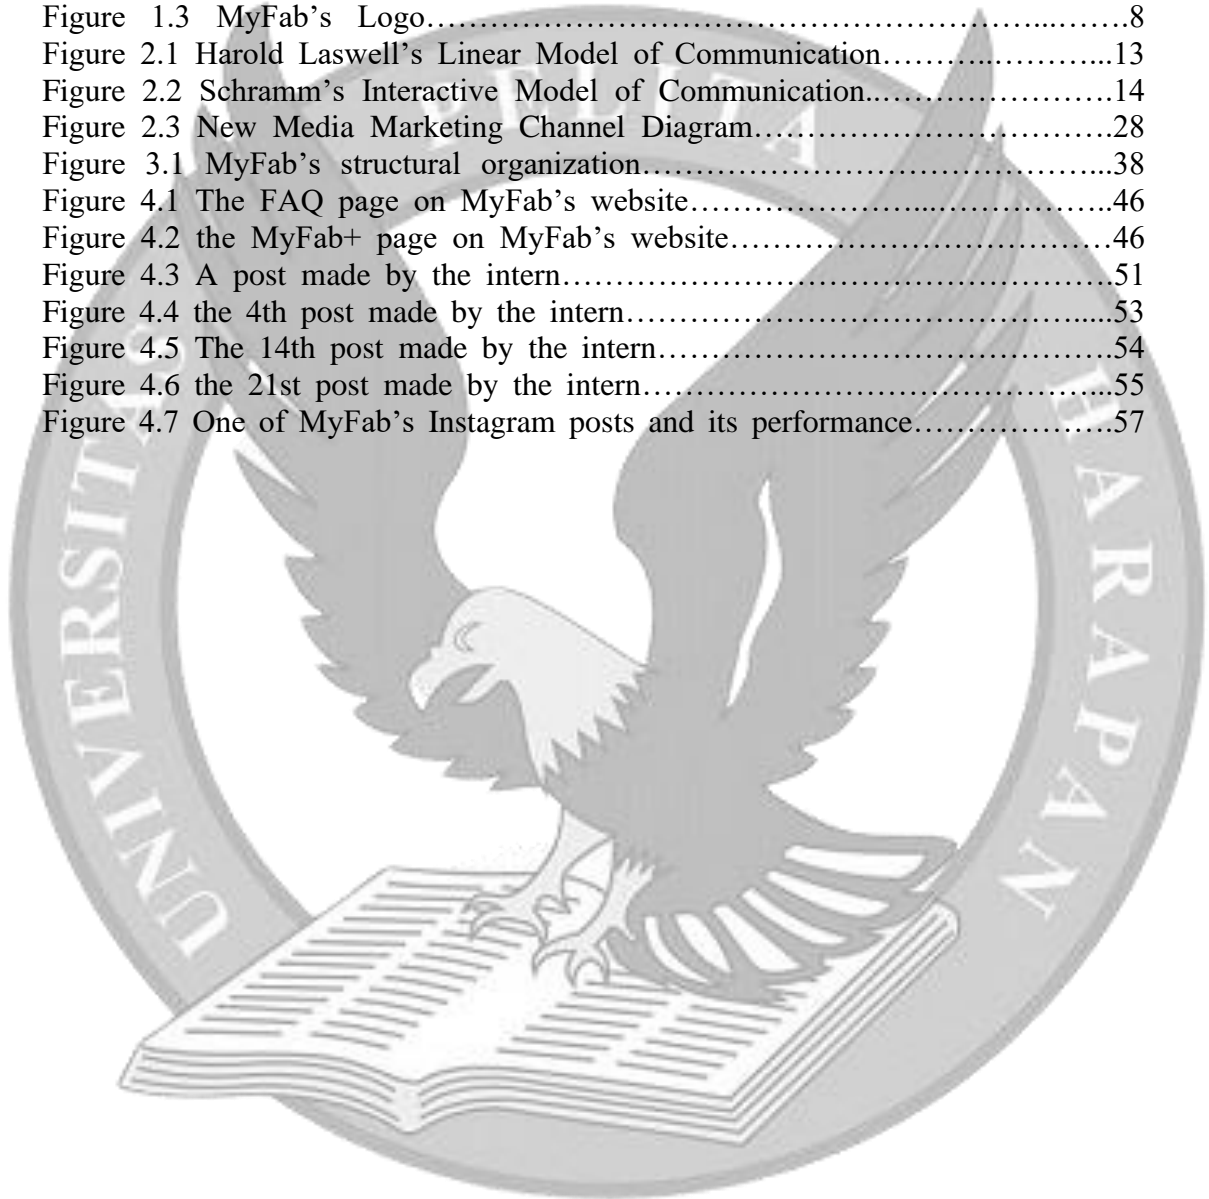 Figure 1.3 MyFab’s Logo…………………………………………………...…….8
Figure 2.1 Harold Laswell’s Linear Model of Communication………..………...13
Figure 2.2 Schramm’s Interactive Model of Communication..………………….14
Figure 2.3 New Media Marketing Channel Diagram…………………………….28
Figure 3.1 MyFab’s structural organization……………………………………...38
Figure 4.1 The FAQ page on MyFab’s website…………………...……………..46
Figure 4.2 the MyFab+ page on MyFab’s website……………………………….46
Figure 4.3 A post made by the intern…………………………………………….51
Figure 4.4 the 4th post made by the intern…………………………………….....53
Figure 4.5 The 14th post made by the intern…………………………………….54
Figure 4.6 the 21st post made by the intern……………………………………...55
Figure 4.7 One of MyFab’s Instagram posts and its performance……………….57
UNIVERSITAS PELITA HARAPAN